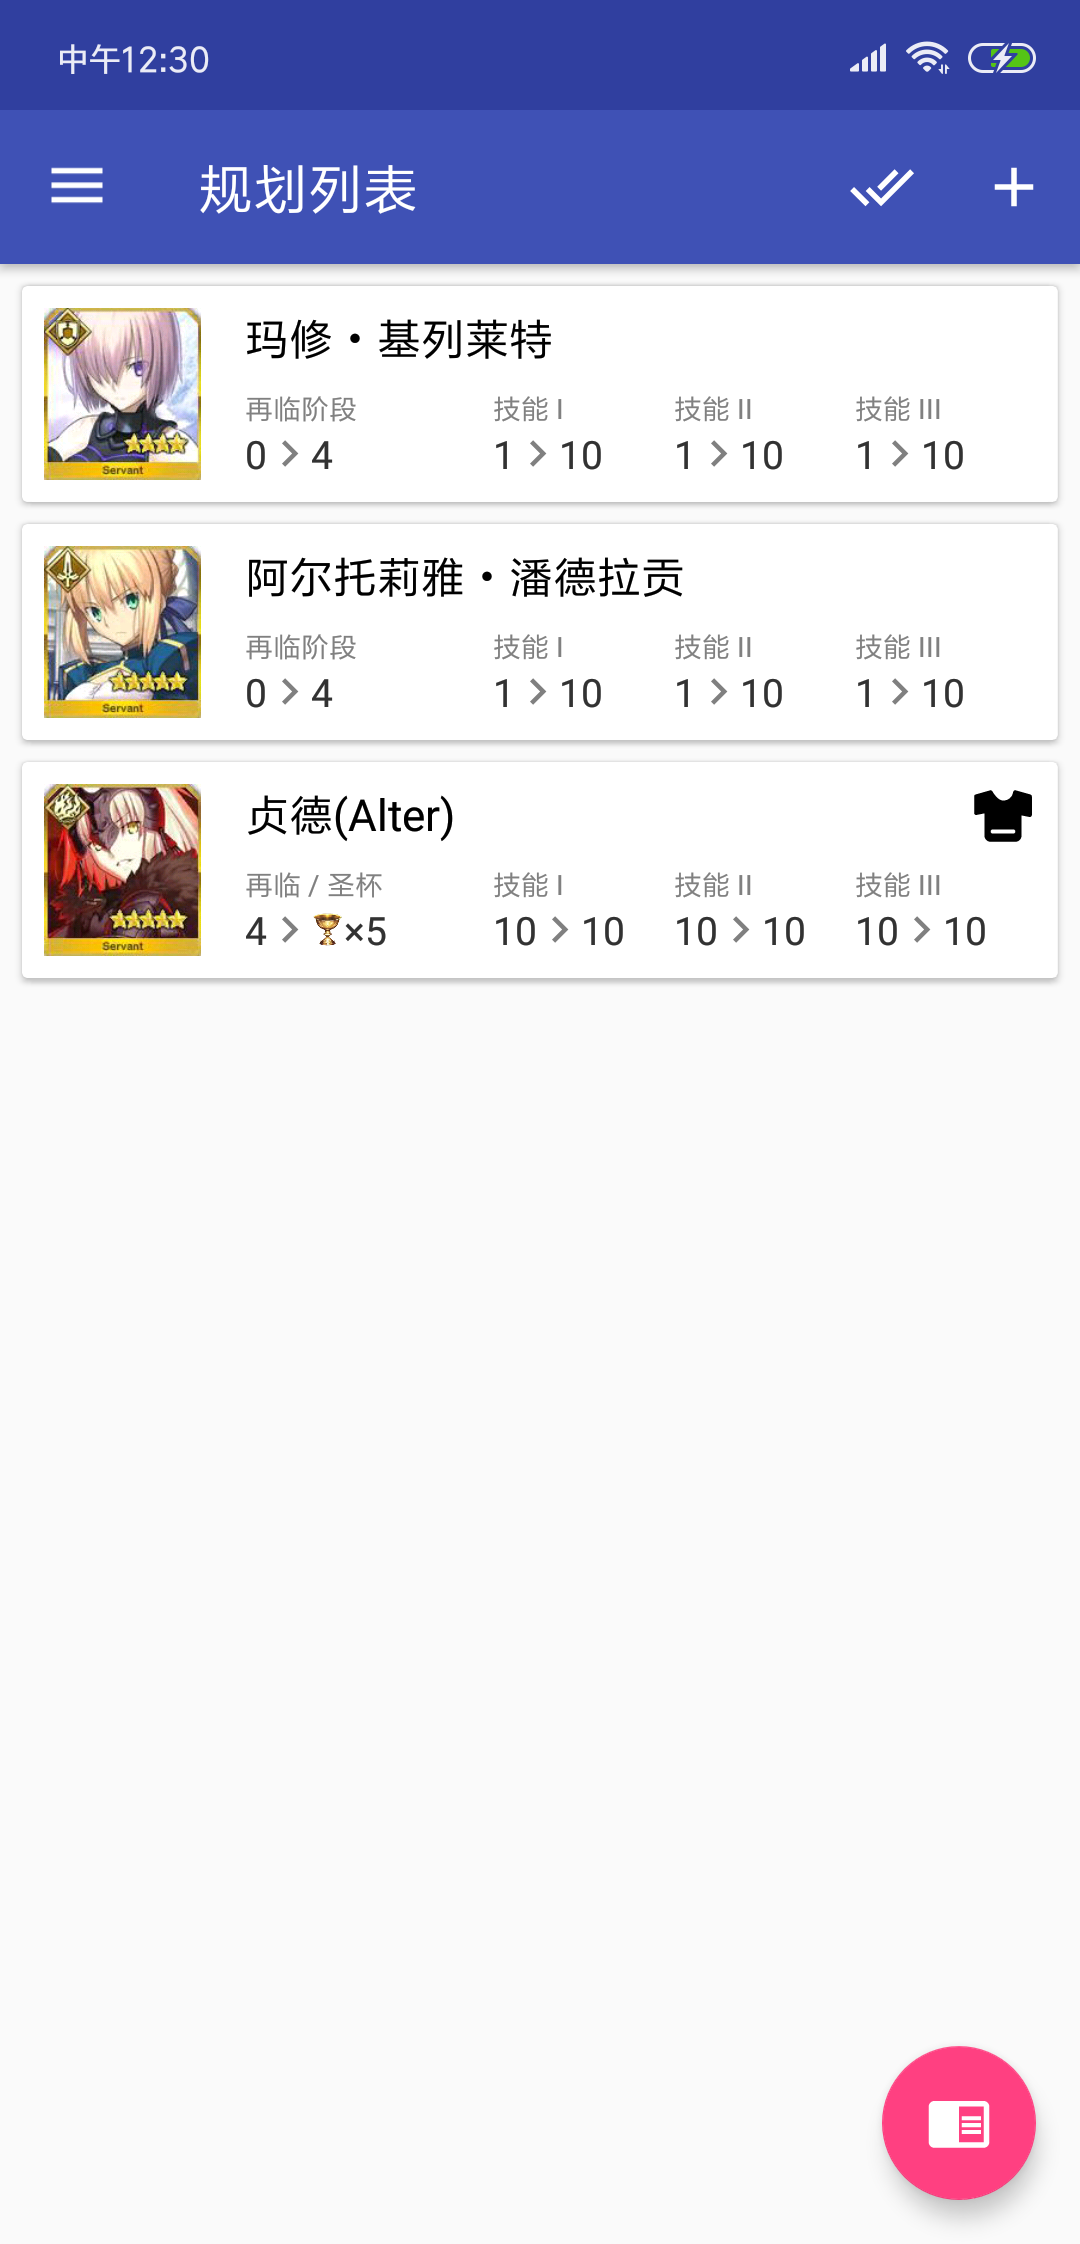 中午12:30
规划列表
玛修・基列莱特
再临阶段 技能 I 技能 II 技能 III
0 > 4 1 > 10 1 > 10 1 > 10
Servant
阿尔托莉雅・潘德拉贡
再临阶段 技能 I 技能 II 技能 III
0 > 4 1 > 10 1 > 10 1 > 10
Servant
贞德(Alter)
再临 / 圣杯 技能 I 技能 II 技能 III
4 > ×5 10 > 10 10 > 10 10 > 10
Servant